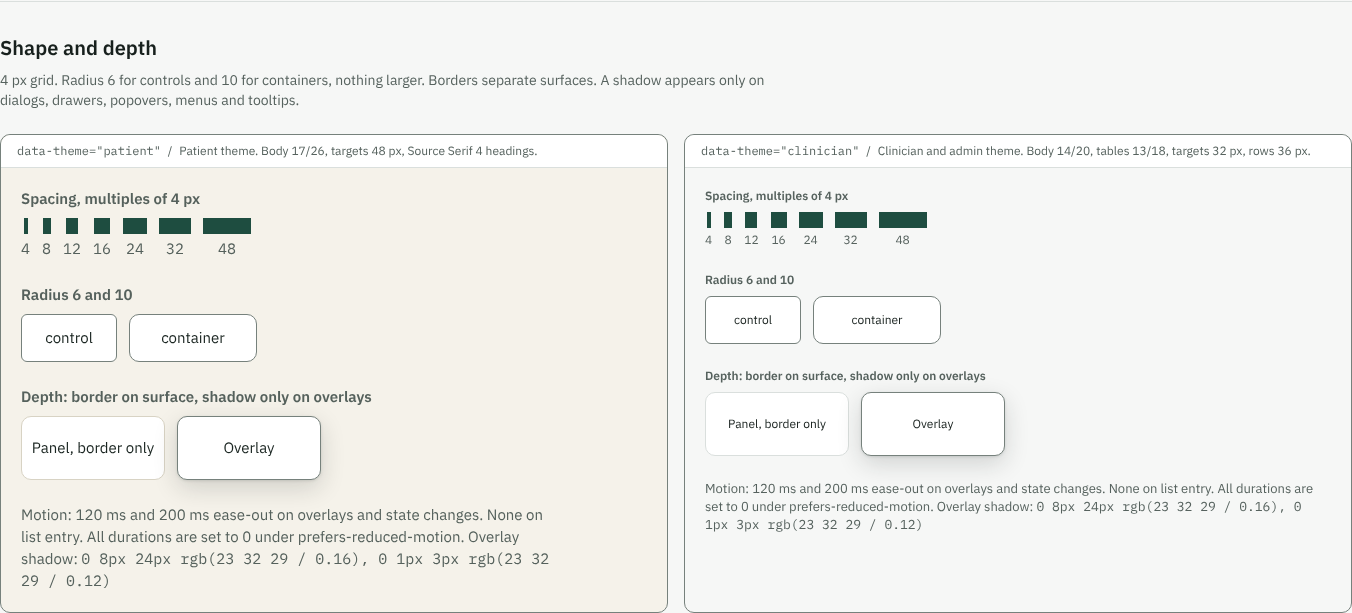 Shape and depth
4 px grid. Radius 6 for controls and 10 for containers, nothing larger. Borders separate surfaces. A shadow appears only on
dialogs, drawers, popovers, menus and tooltips.
data-theme="patient" / Patient theme. Body 17/26, targets 48 px, Source Serif 4 headings.
Spacing, multiples of 4 px
4 8 12 16 24 32 48
Radius 6 and 10
control container
Depth: border on surface, shadow only on overlays
Panel, border only Overlay
Motion: 120 ms and 200 ms ease-out on overlays and state changes. None on
list entry. All durations are set to 0 under prefers-reduced-motion. Overlay
shadow: 0 8px 24px rgb(23 32 29 / 0.16), 0 1px 3px rgb(23 32
29 / 0.12)
data-theme="clinician" / Clinician and admin theme. Body 14/20, tables 13/18, targets 32 px, rows 36 px.
Spacing, multiples of 4 px
4 8 12 16 24 32 48
Radius 6 and 10
control container
Depth: border on surface, shadow only on overlays
Panel, border only Overlay
Motion: 120 ms and 200 ms ease-out on overlays and state changes. None on list entry. All durations are
set to 0 under prefers-reduced-motion. Overlay shadow: 0 8px 24px rgb(23 32 29 / 0.16), 0
1px 3px rgb(23 32 29 / 0.12)